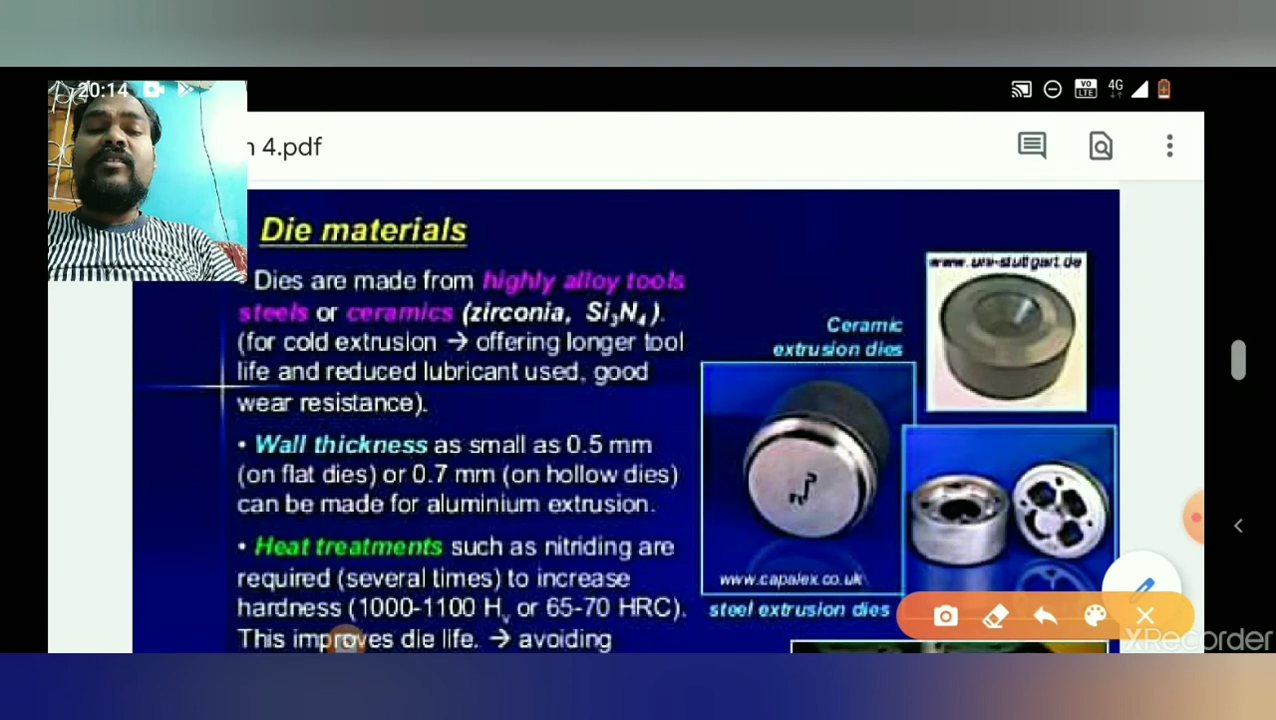 20:14
VO
LTE
4G
n 4.pdf
Die materials
Dies are made from highly alloy tools
steels or ceramics (zirconia, Si₃N₄).
(for cold extrusion → offering longer tool
life and reduced lubricant used, good
wear resistance).
• Wall thickness as small as 0.5 mm
(on flat dies) or 0.7 mm (on hollow dies)
can be made for aluminium extrusion.
• Heat treatments such as nitriding are
required (several times) to increase
hardness (1000-1100 Hᵥ or 65-70 HRC).
This improves die life. → avoiding
www.uni-stuttgart.de
Ceramic
extrusion dies
www.capalex.co.uk
steel extrusion dies
XRecorder